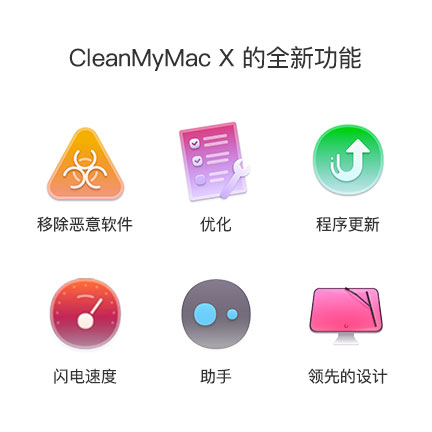 CleanMyMac X 的全新功能
移除恶意软件
优化
程序更新
闪电速度
助手
领先的设计